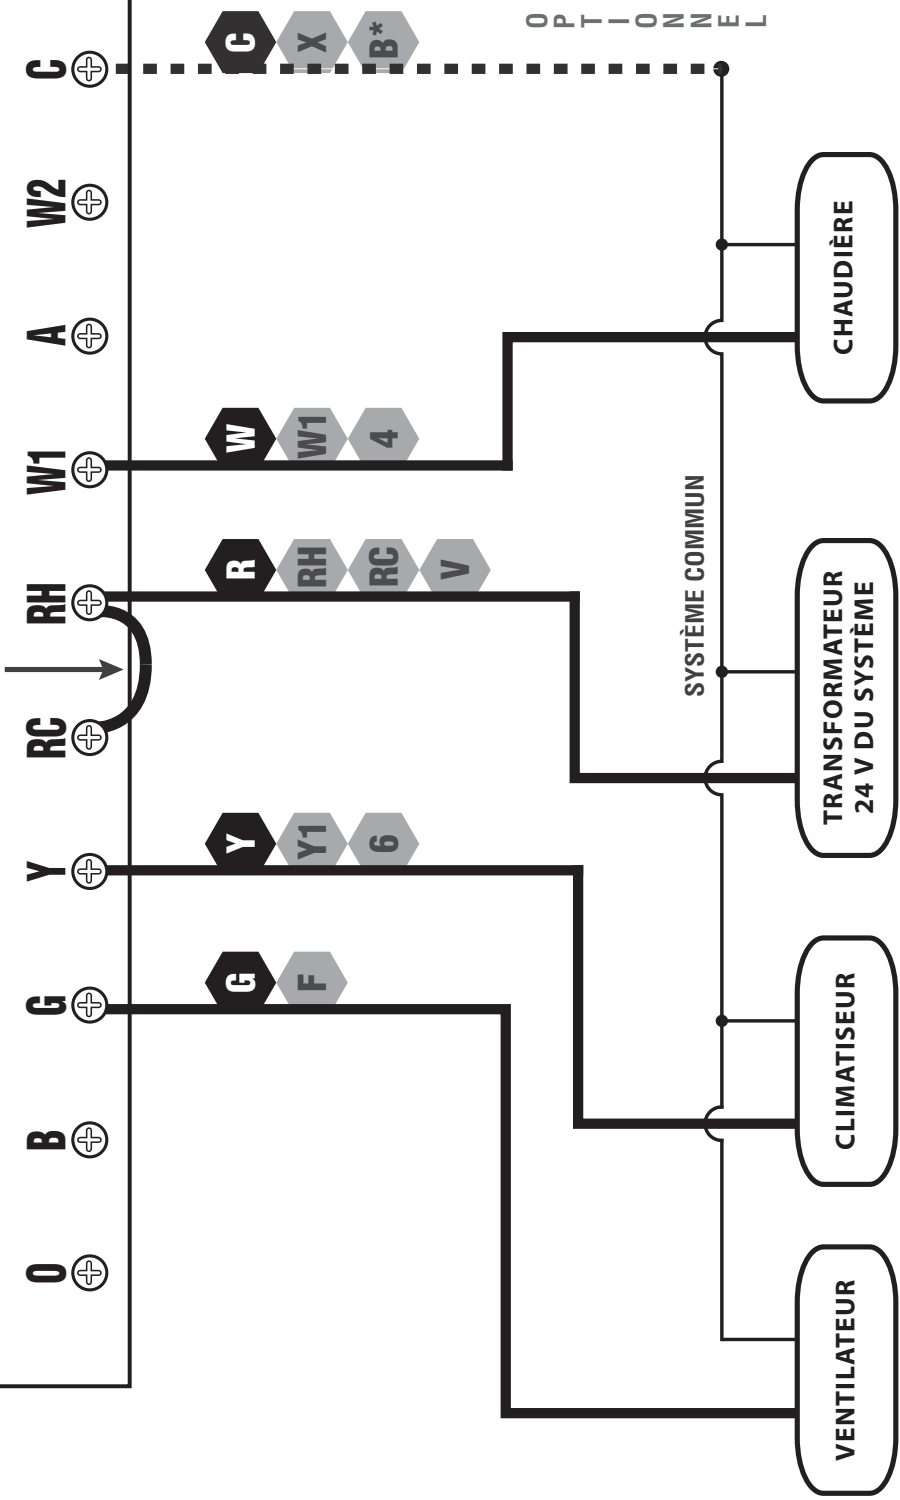 O
B
G
Y
RC
RH
W1
A
W2
C
G
F
Y
Y1
6
R
RH
RC
V
W
W1
4
C
X
B*
OPTIONNEL
SYSTÈME COMMUN
VENTILATEUR
CLIMATISEUR
TRANSFORMATEUR
24 V DU SYSTÈME
CHAUDIÈRE